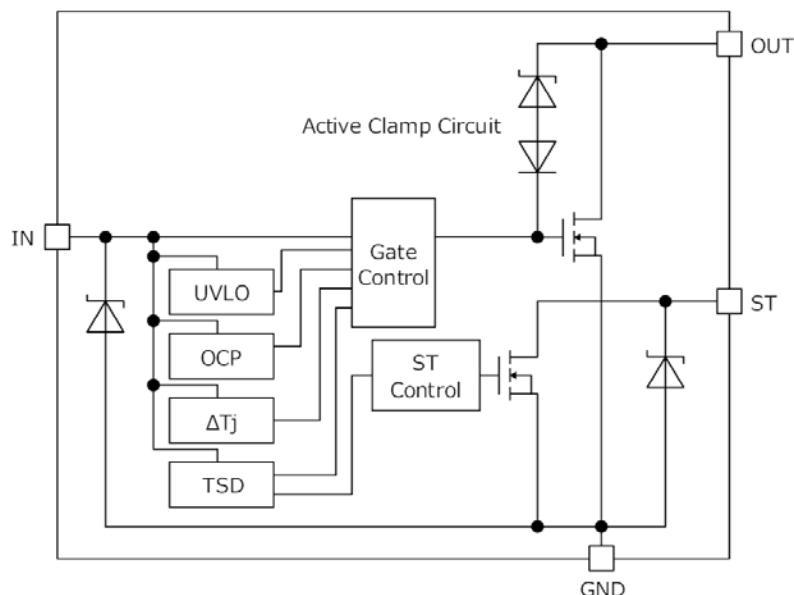 OUT
Active Clamp Circuit
IN
Gate
Control
UVLO
ST
OCP
ST
Control
ΔTj
TSD
GND